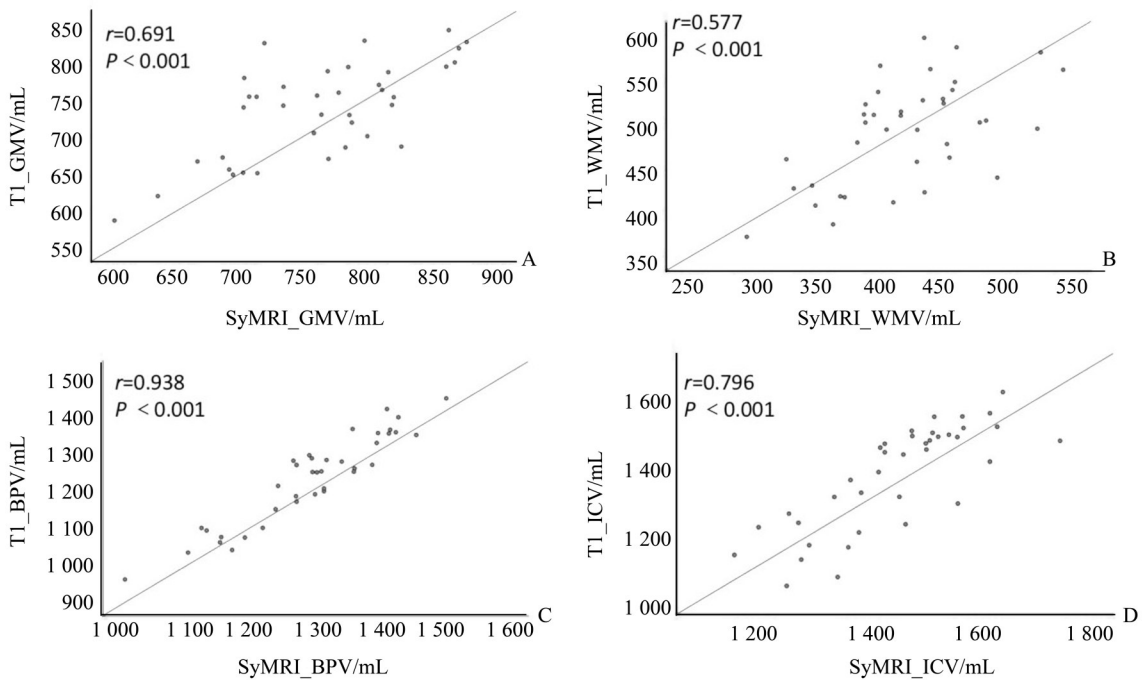 r=0.691
P < 0.001
850
800
750
700
650
600
550
T1_GMV/mL
600 650 700 750 800 850 900
A
SyMRI_GMV/mL
r=0.577
P < 0.001
600
550
500
450
400
350
T1_WMV/mL
250 300 350 400 450 500 550
B
SyMRI_WMV/mL
r=0.938
P < 0.001
1 500
1 400
1 300
1 200
1 100
1 000
900
T1_BPV/mL
1 000 1 100 1 200 1 300 1 400 1 500 1 600
C
SyMRI_BPV/mL
r=0.796
P < 0.001
1 600
1 400
1 200
1 000
T1_ICV/mL
1 200 1 400 1 600 1 800
D
SyMRI_ICV/mL